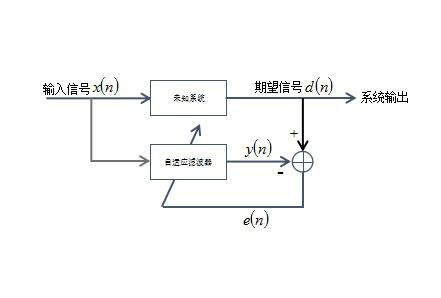 输入信号 x(n)
未知系统
期望信号 d(n)
系统输出
+
自适应滤波器
y(n)
-
e(n)